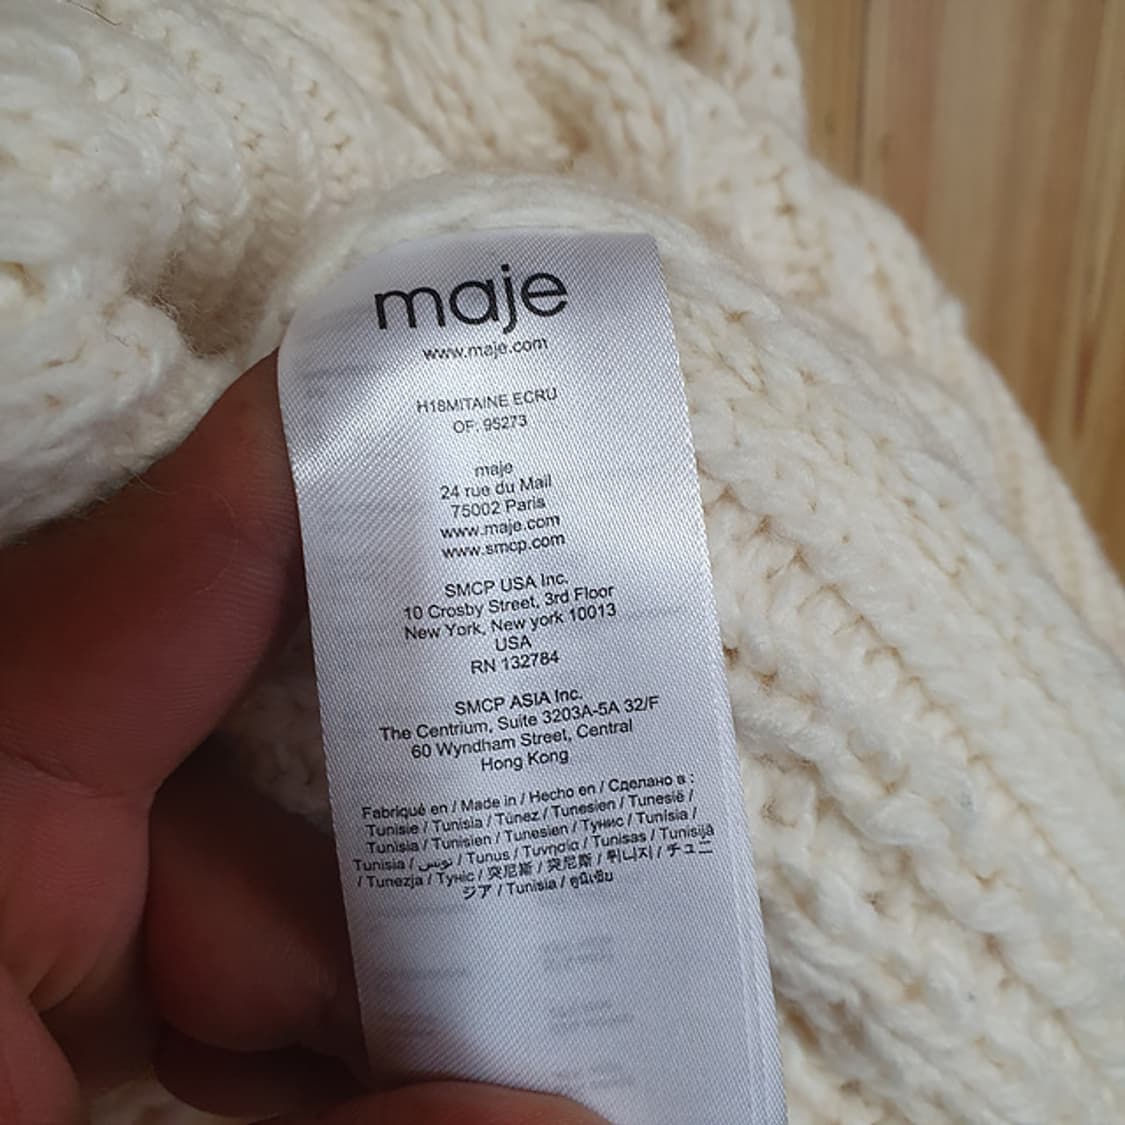 maje
www.maje.com
H18MITAINE ECRU
OF: 95273
maje
24 rue du Mail
75002 Paris
www.maje.com
www.smcp.com
SMCP USA Inc.
10 Crosby Street, 3rd Floor
New York, New york 10013
USA
RN 132784
SMCP ASIA Inc.
The Centrium, Suite 3203A-5A 32/F
60 Wyndham Street, Central
Hong Kong
Fabriqué en / Made in / Hecho en / Сделано в :
Tunisie / Tunisia / Túnez / Tunesien / Tunesië /
Tunisia / Tunisien / Tunesien / Тунис / Tunísia /
Tunisia / تونس / Tunus / Τυνησία / Tunisas / Tunisijā
/ Tunezja / Туніс / 突尼斯 / 突尼斯 / 튀니지 / チュニ
ジア / Tunisia / ตูนิเซีย